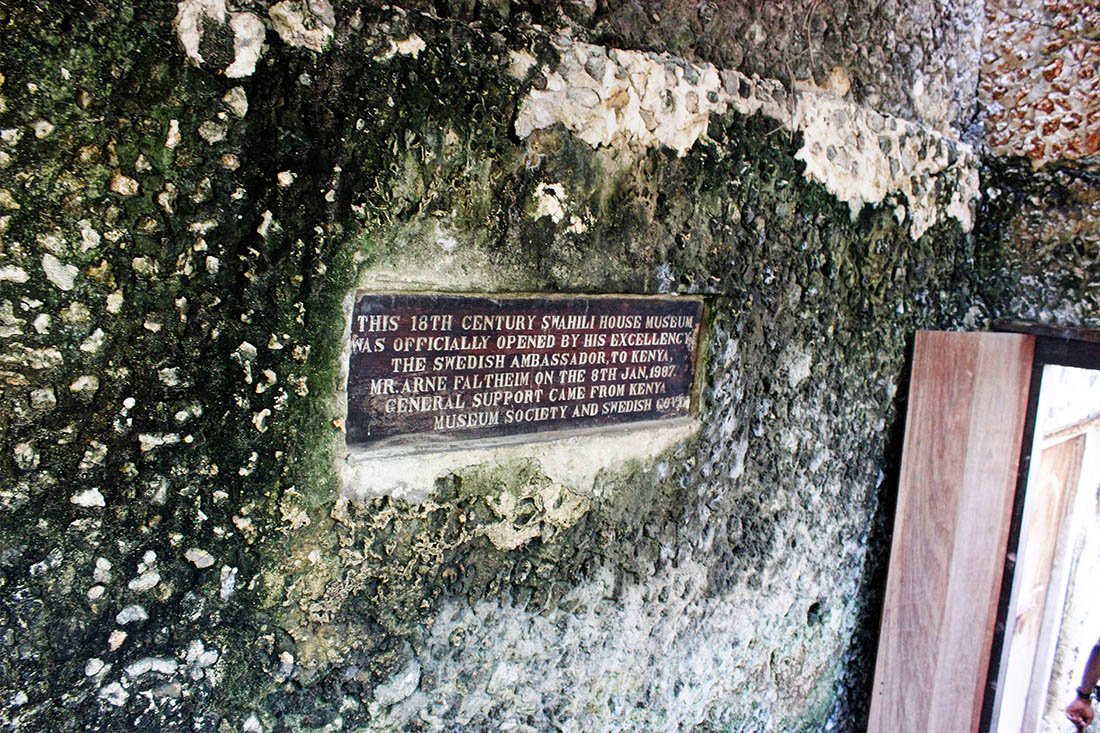 THIS 18TH CENTURY SWAHILI HOUSE MUSEUM
WAS OFFICIALLY OPENED BY HIS EXCELLENCY
THE SWEDISH AMBASSADOR, TO KENYA,
MR. ARNE FALTHEIM ON THE 8TH JAN, 1987.
GENERAL SUPPORT CAME FROM KENYA
MUSEUM SOCIETY AND SWEDISH GOVT.